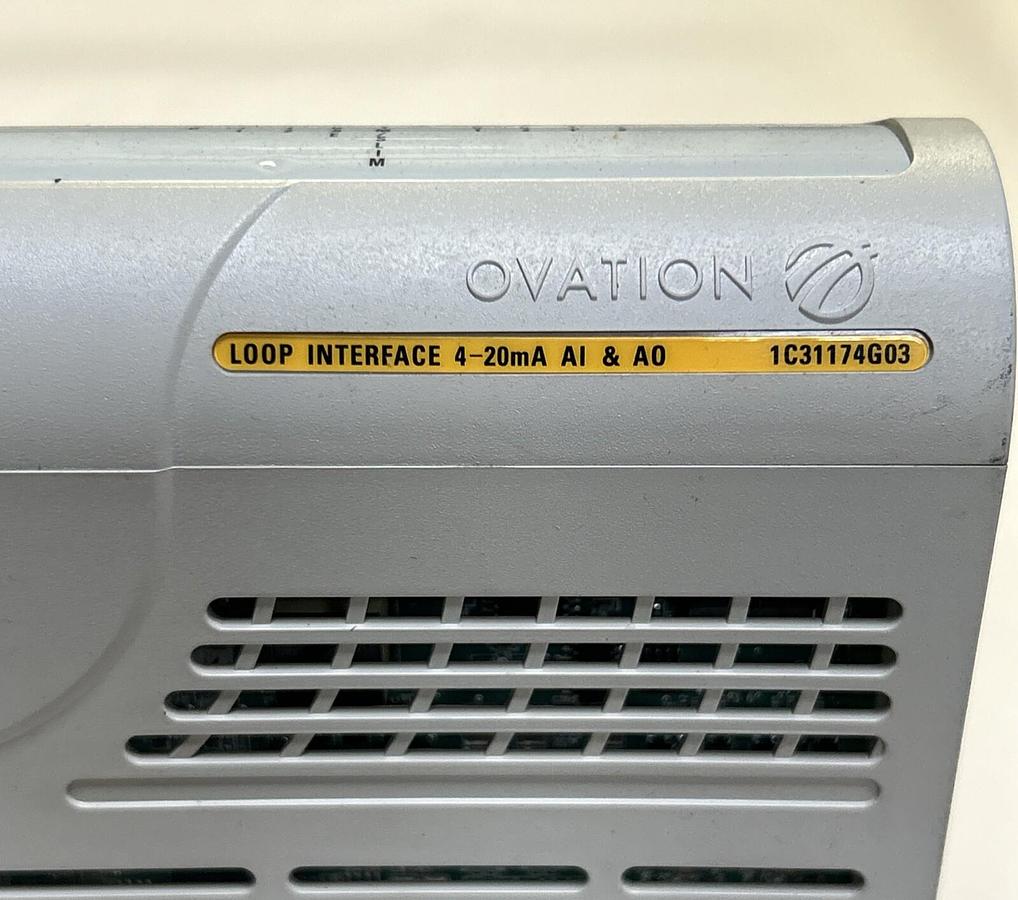 OVATION
LOOP INTERFACE 4-20mA AI & AO 1C31174G03